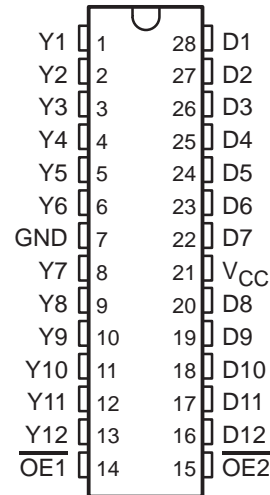 Y1 1 28 D1
Y2 2 27 D2
Y3 3 26 D3
Y4 4 25 D4
Y5 5 24 D5
Y6 6 23 D6
GND 7 22 D7
Y7 8 21 VCC
Y8 9 20 D8
Y9 10 19 D9
Y10 11 18 D10
Y11 12 17 D11
Y12 13 16 D12
O̅E̅1̅ 14 15 O̅E̅2̅